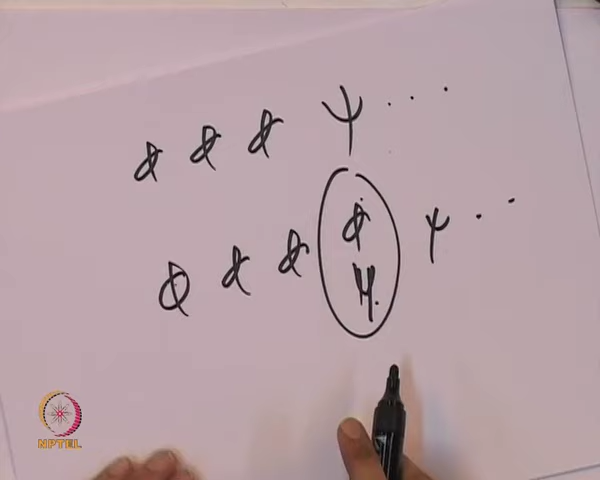 ϕ ϕ ϕ ψ . . .
ϕ ϕ ϕ ϕ ψ . .
ψ
NPTEL